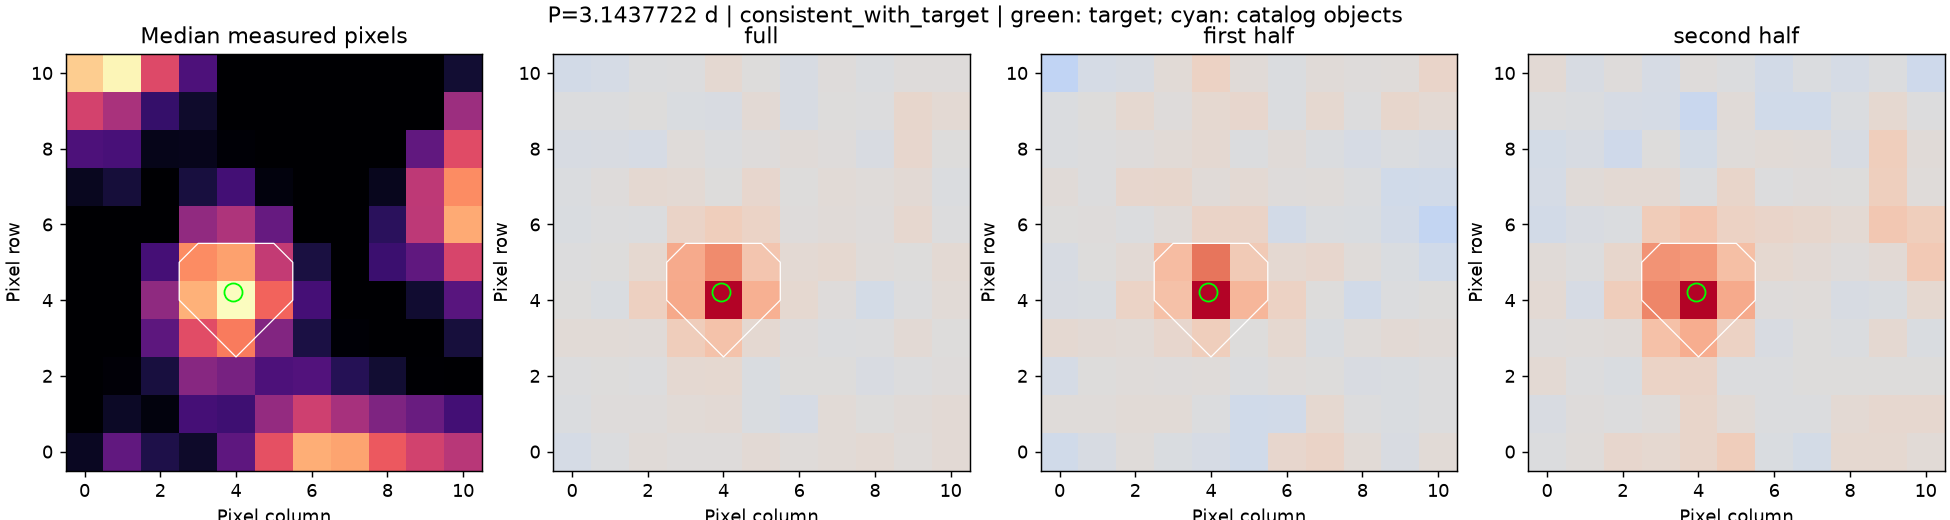 P=3.1437722 d | consistent_with_target | green: target; cyan: catalog objects
Median measured pixels
full
first half
second half
Pixel row
10
8
6
4
2
0
0 2 4 6 8 10
Pixel column
Pixel row
10
8
6
4
2
0
0 2 4 6 8 10
Pixel column
Pixel row
10
8
6
4
2
0
0 2 4 6 8 10
Pixel column
Pixel row
10
8
6
4
2
0
0 2 4 6 8 10
Pixel column